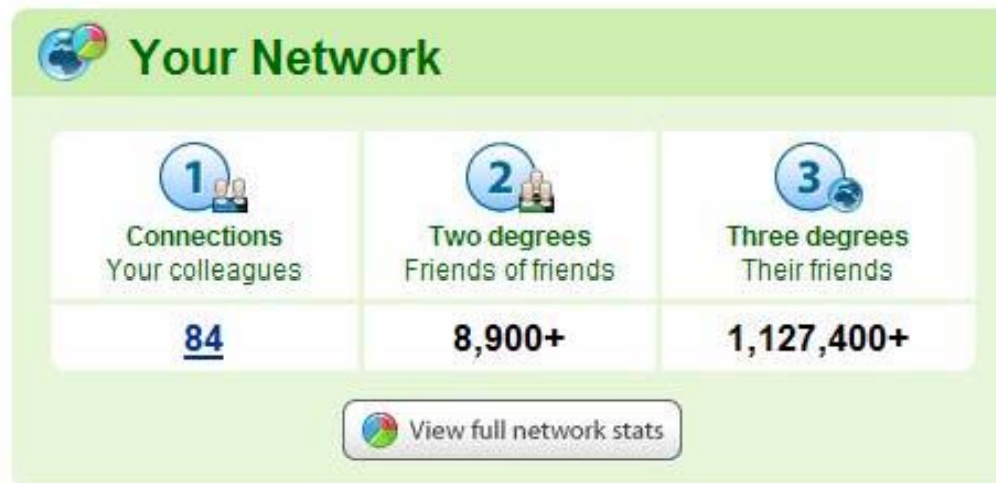 Your Network
1
2
3
Connections
Two degrees
Three degrees
Your colleagues
Friends of friends
Their friends
84
8,900+
1,127,400+
View full network stats